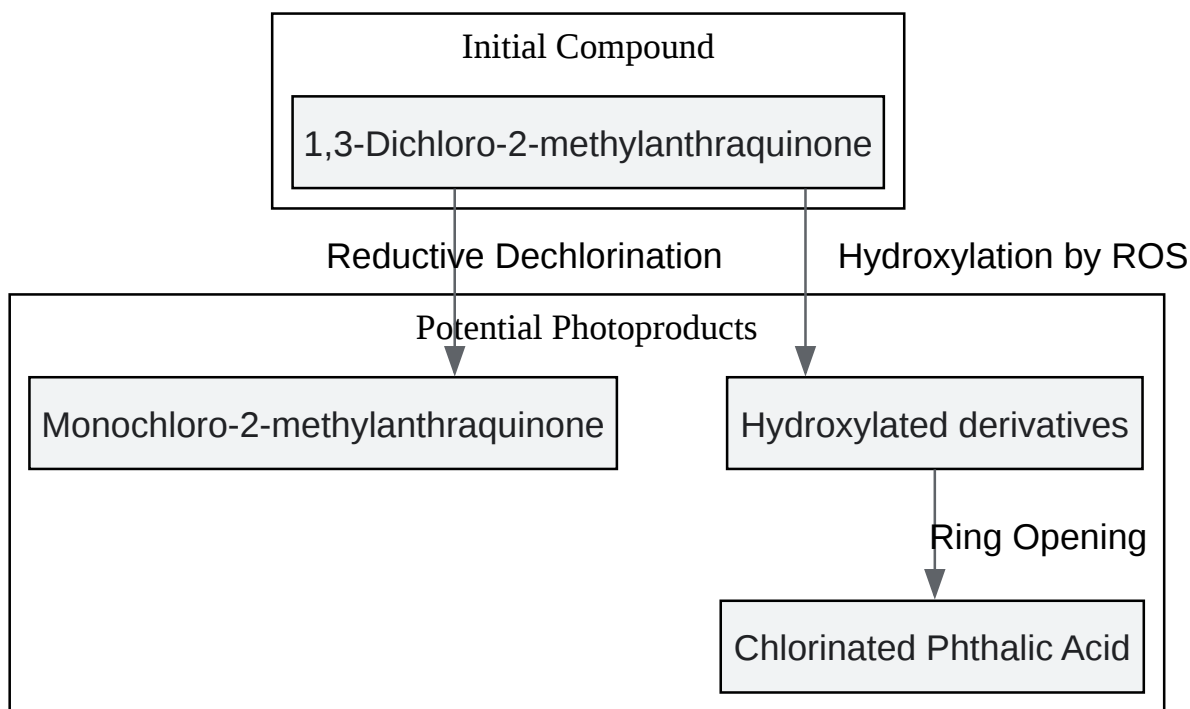 Initial Compound
1,3-Dichloro-2-methylanthraquinone
Reductive Dechlorination
Hydroxylation by ROS
Potential Photoproducts
Monochloro-2-methylanthraquinone
Hydroxylated derivatives
Ring Opening
Chlorinated Phthalic Acid